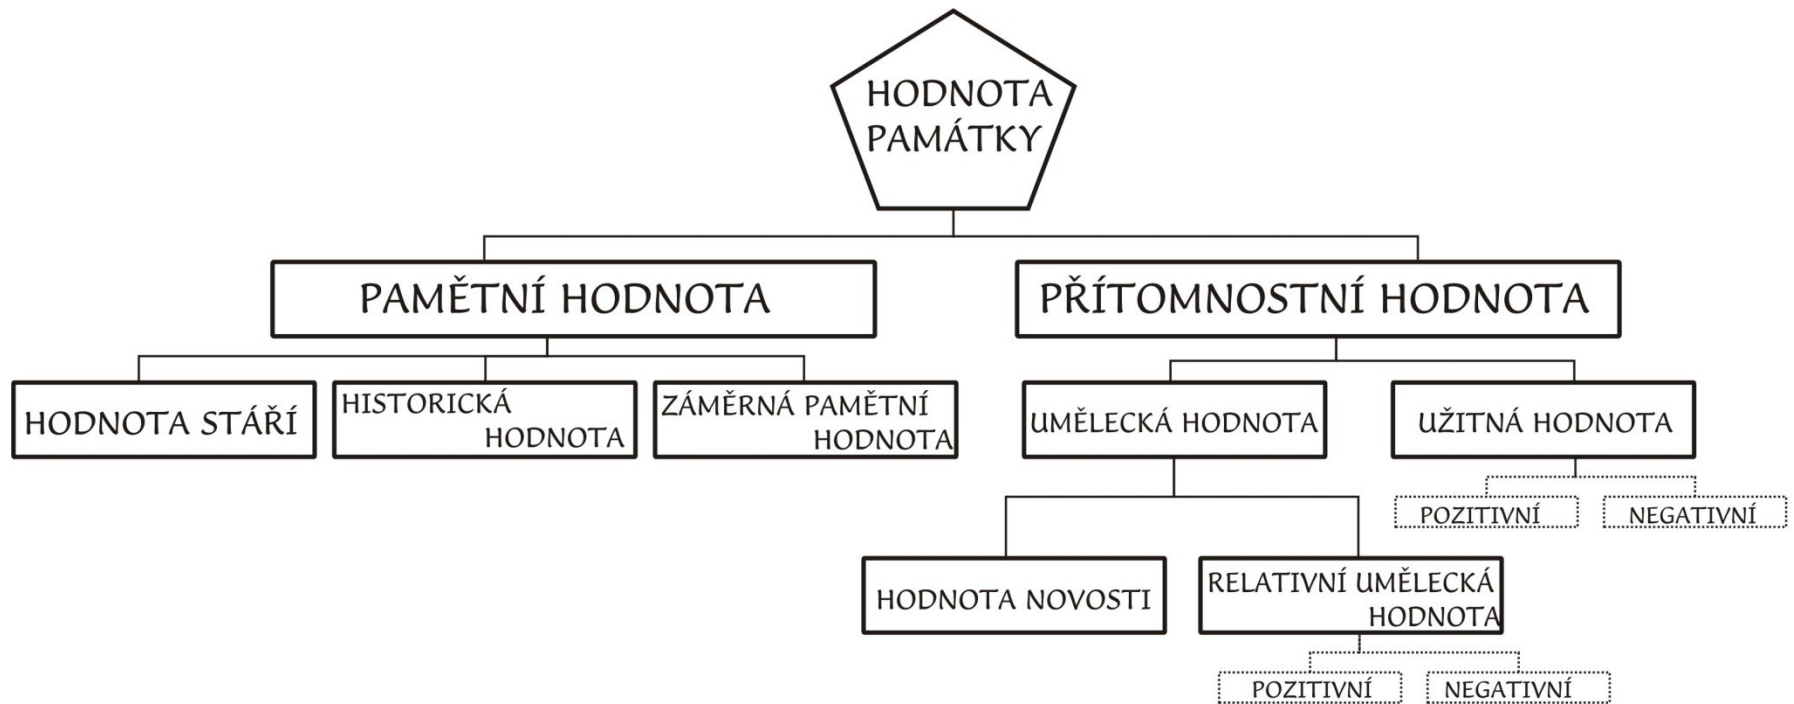 HODNOTA
PAMÁTKY
PAMĚTNÍ HODNOTA
PŘÍTOMNOSTNÍ HODNOTA
HODNOTA STÁŘÍ
HISTORICKÁ
HODNOTA
ZÁMĚRNÁ PAMĚTNÍ
HODNOTA
UMĚLECKÁ HODNOTA
UŽITNÁ HODNOTA
POZITIVNÍ
NEGATIVNÍ
HODNOTA NOVOSTI
RELATIVNÍ UMĚLECKÁ
HODNOTA
POZITIVNÍ
NEGATIVNÍ